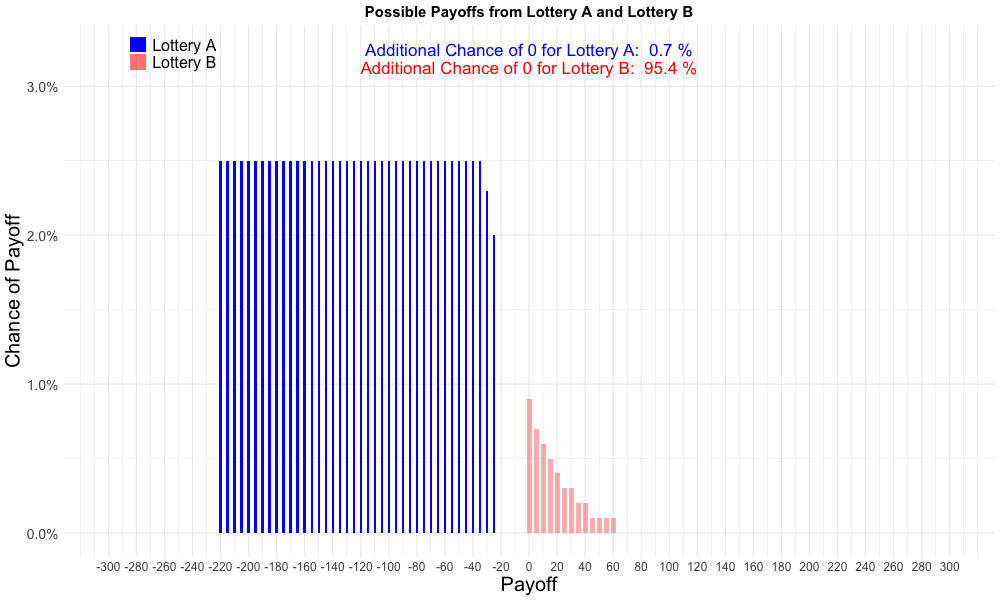 Possible Payoffs from Lottery A and Lottery B
Lottery A
Lottery B
Additional Chance of 0 for Lottery A:  0.7 %
Additional Chance of 0 for Lottery B:  95.4 %
Chance of Payoff
3.0%
2.0%
1.0%
0.0%
-300 -280 -260 -240 -220 -200 -180 -160 -140 -120 -100 -80 -60 -40 -20 0 20 40 60 80 100 120 140 160 180 200 220 240 260 280 300
Payoff